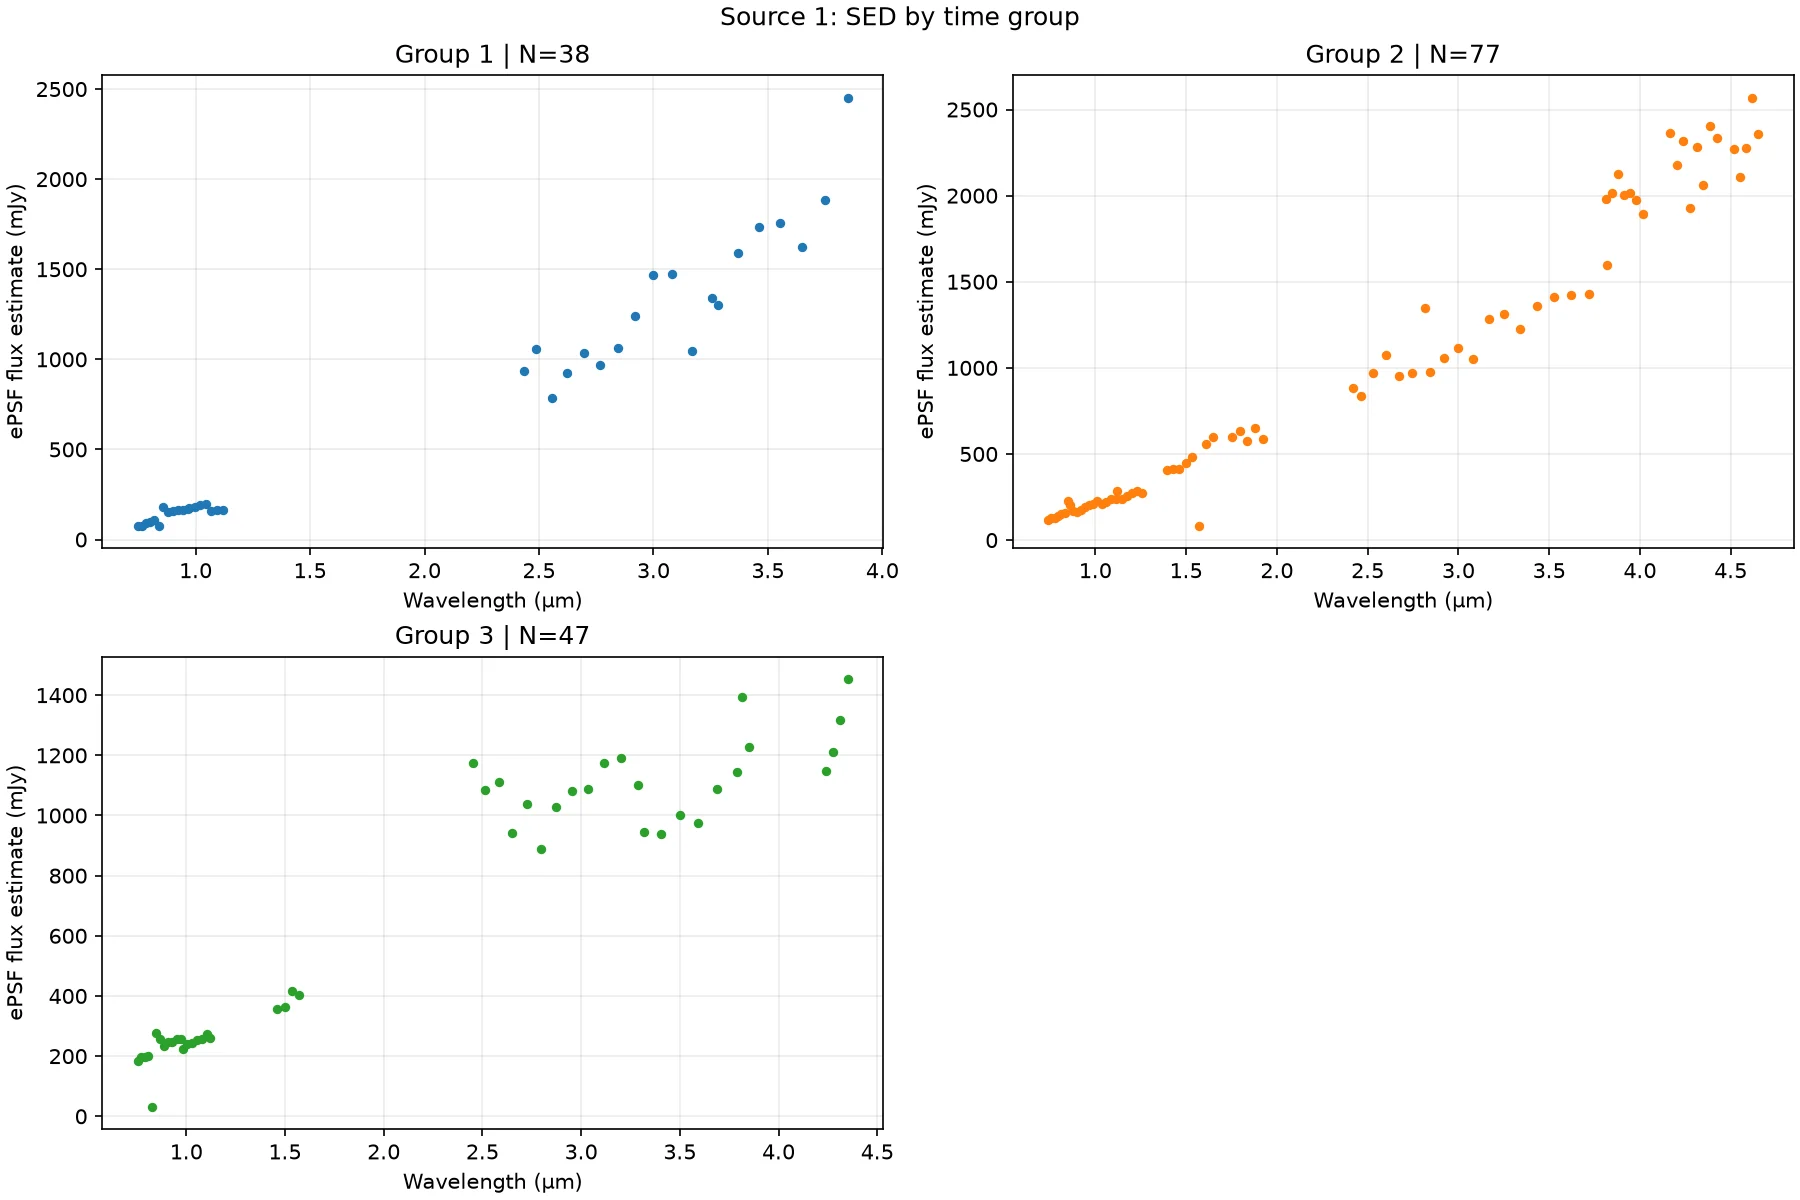 Source 1: SED by time group
Group 1 | N=38
ePSF flux estimate (mJy)
2500
2000
1500
1000
500
0
1.0 1.5 2.0 2.5 3.0 3.5 4.0
Wavelength (μm)
Group 2 | N=77
ePSF flux estimate (mJy)
2500
2000
1500
1000
500
0
1.0 1.5 2.0 2.5 3.0 3.5 4.0 4.5
Wavelength (μm)
Group 3 | N=47
ePSF flux estimate (mJy)
1400
1200
1000
800
600
400
200
0
1.0 1.5 2.0 2.5 3.0 3.5 4.0 4.5
Wavelength (μm)